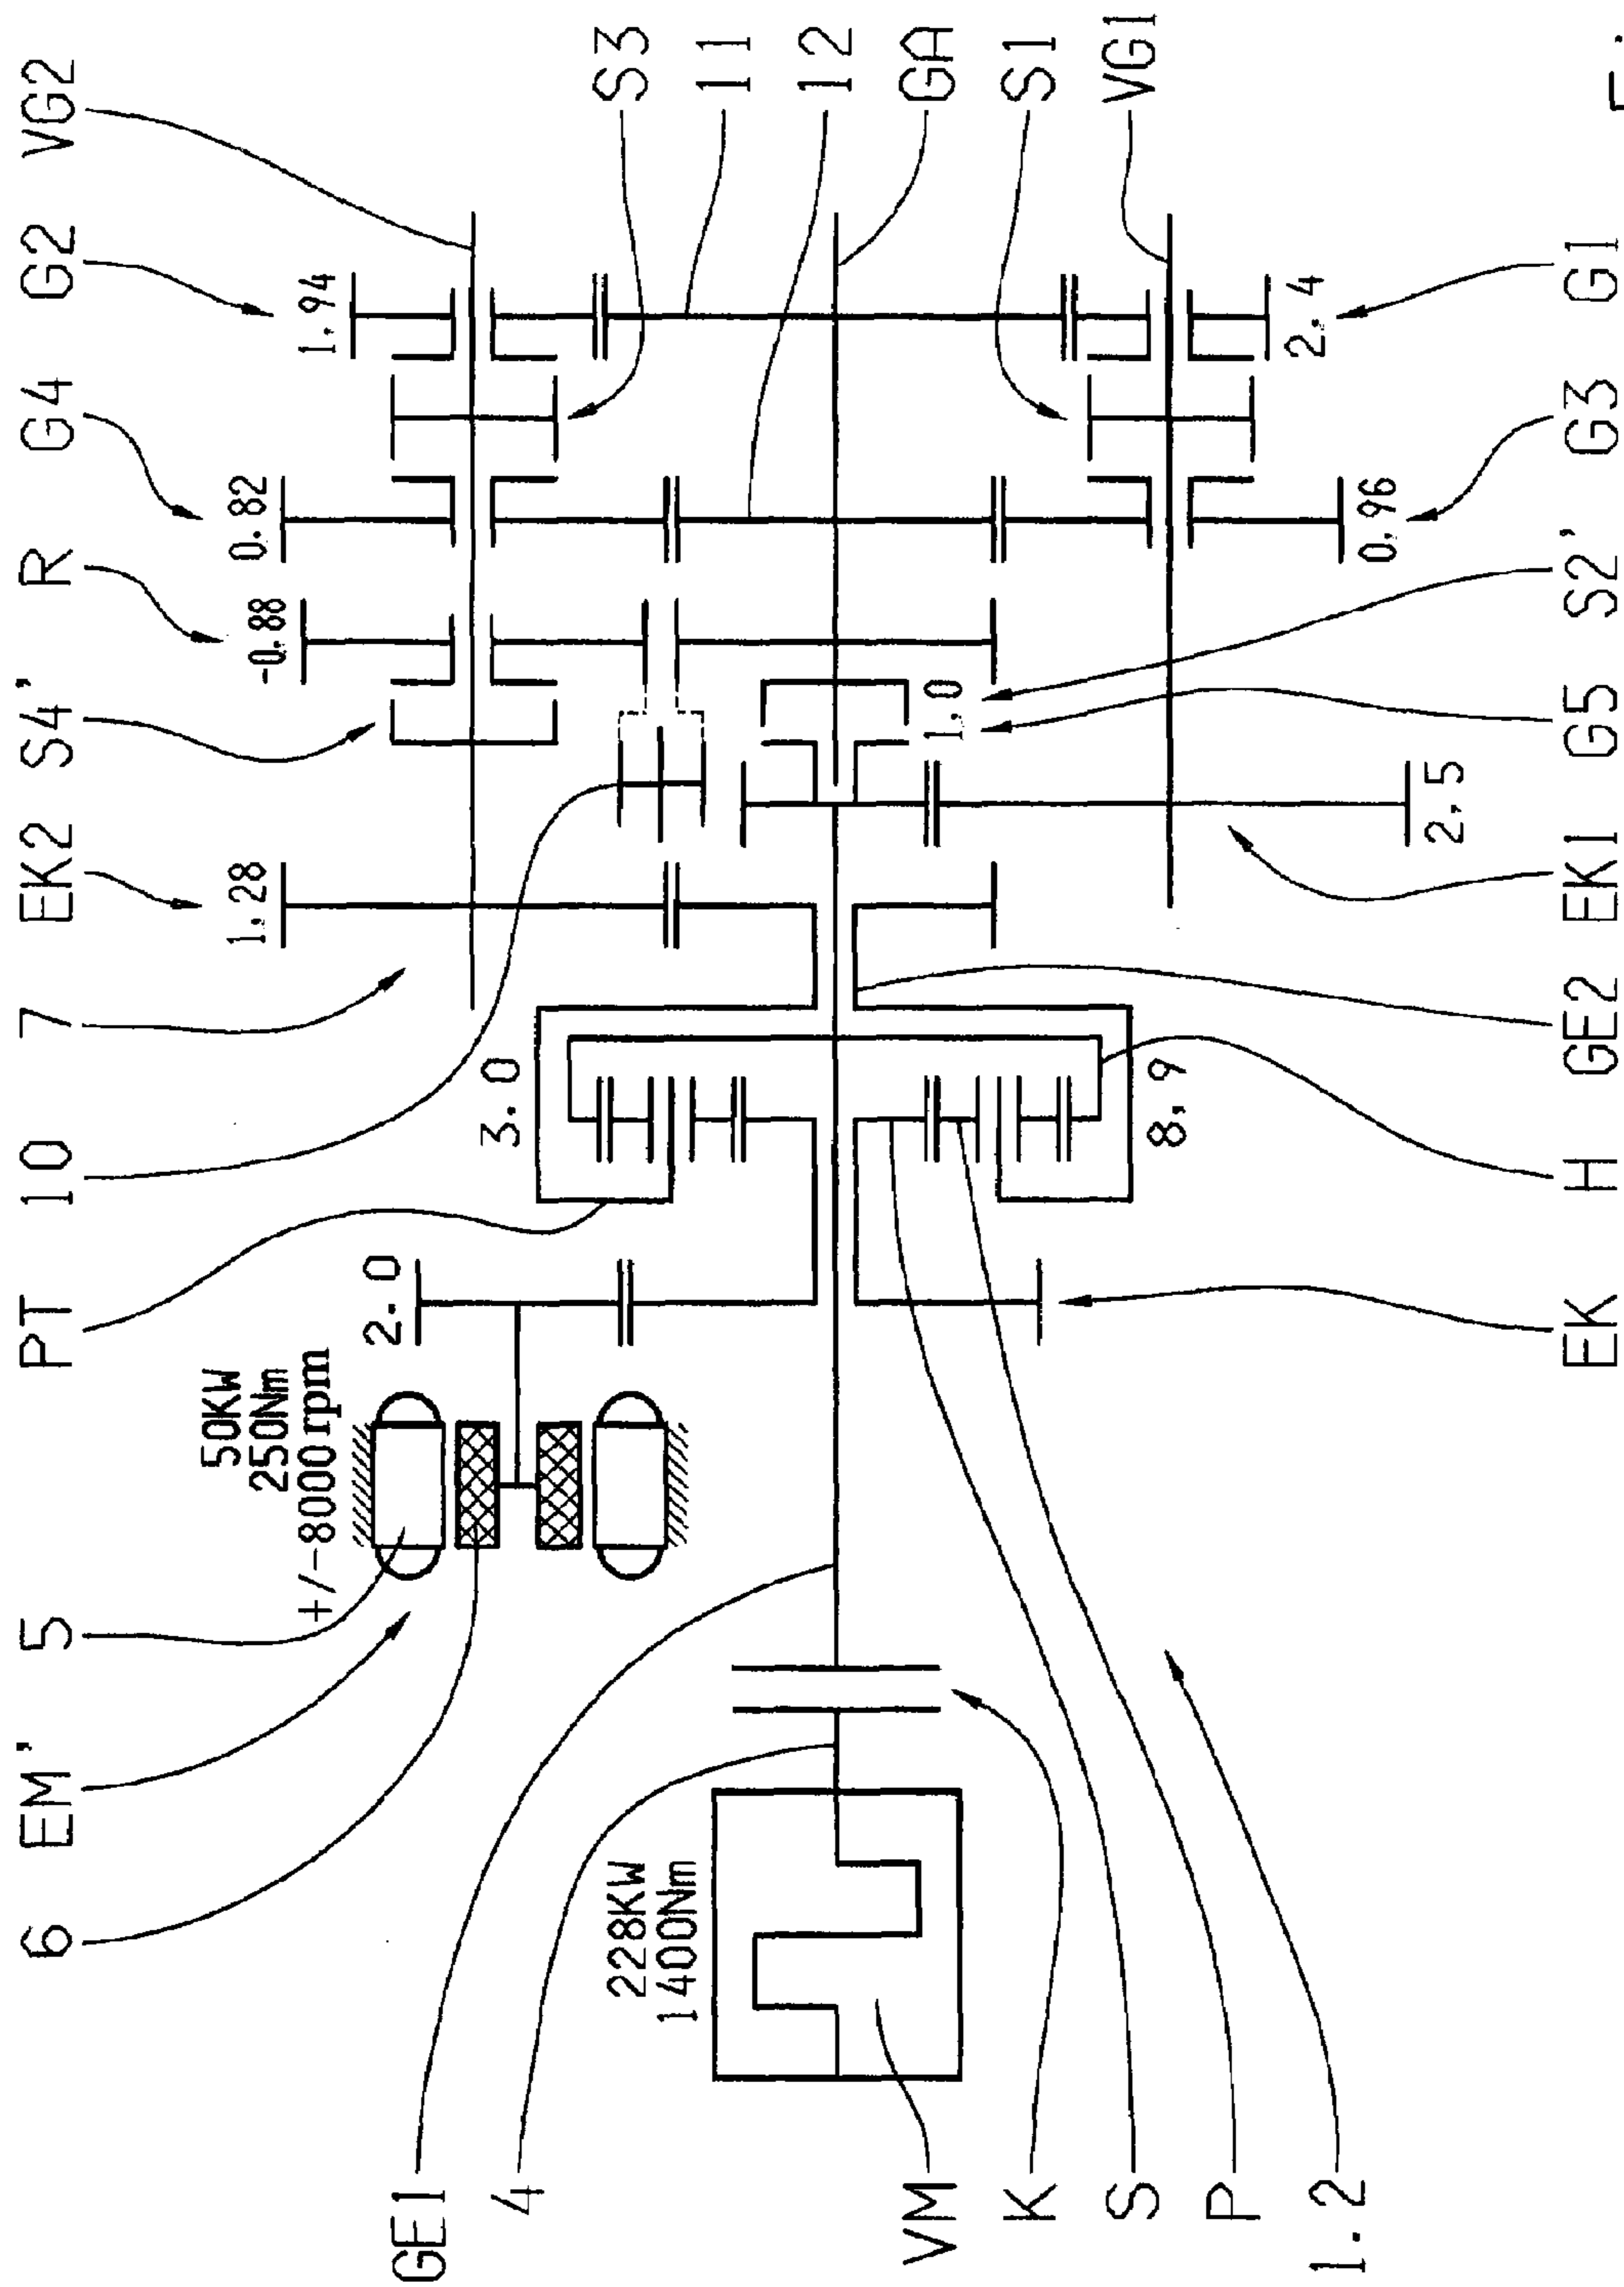 6
EM'
5
PT
10
7
EK2
S4'
R
G4
G2
VG2
50KW
250Nm
+/-8000rpm
2.0
3.0
1,28
-0.88
0.82
1,94
S3
11
12
GA
S1
VG1
228KW
1400Nm
8,9
1,0
2,5
0,96
2,4
GE1
4
VM
K
S
P
1.2
EK
H
GE2
EK1
G5
S2'
G3
G1